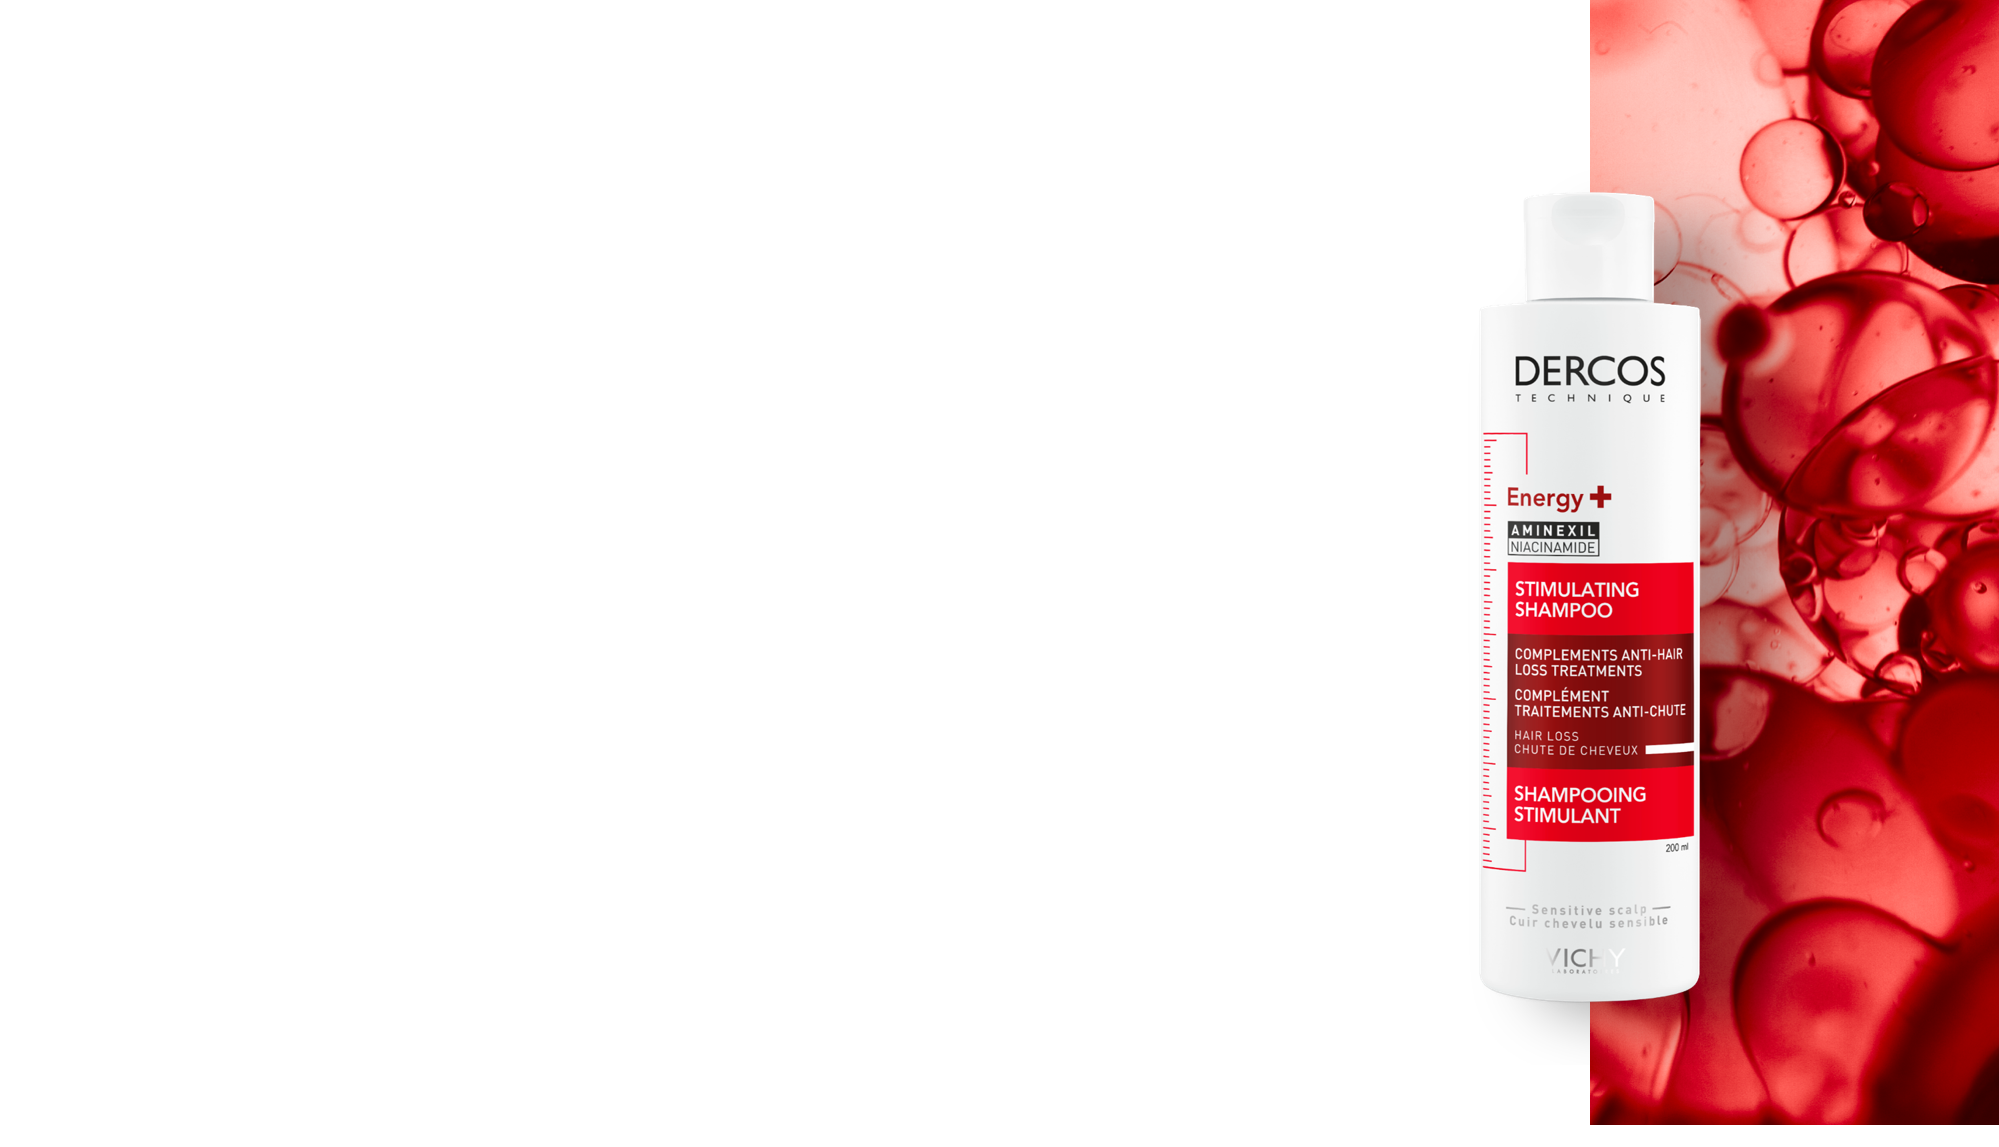 DERCOS
TECHNIQUE
Energy +
AMINEXIL
NIACINAMIDE
STIMULATING
SHAMPOO
COMPLEMENTS ANTI-HAIR
LOSS TREATMENTS
COMPLÉMENT
TRAITEMENTS ANTI-CHUTE
HAIR LOSS
CHUTE DE CHEVEUX
SHAMPOOING
STIMULANT
200 ml
Sensitive scalp
Cuir chevelu sensible
VICHY